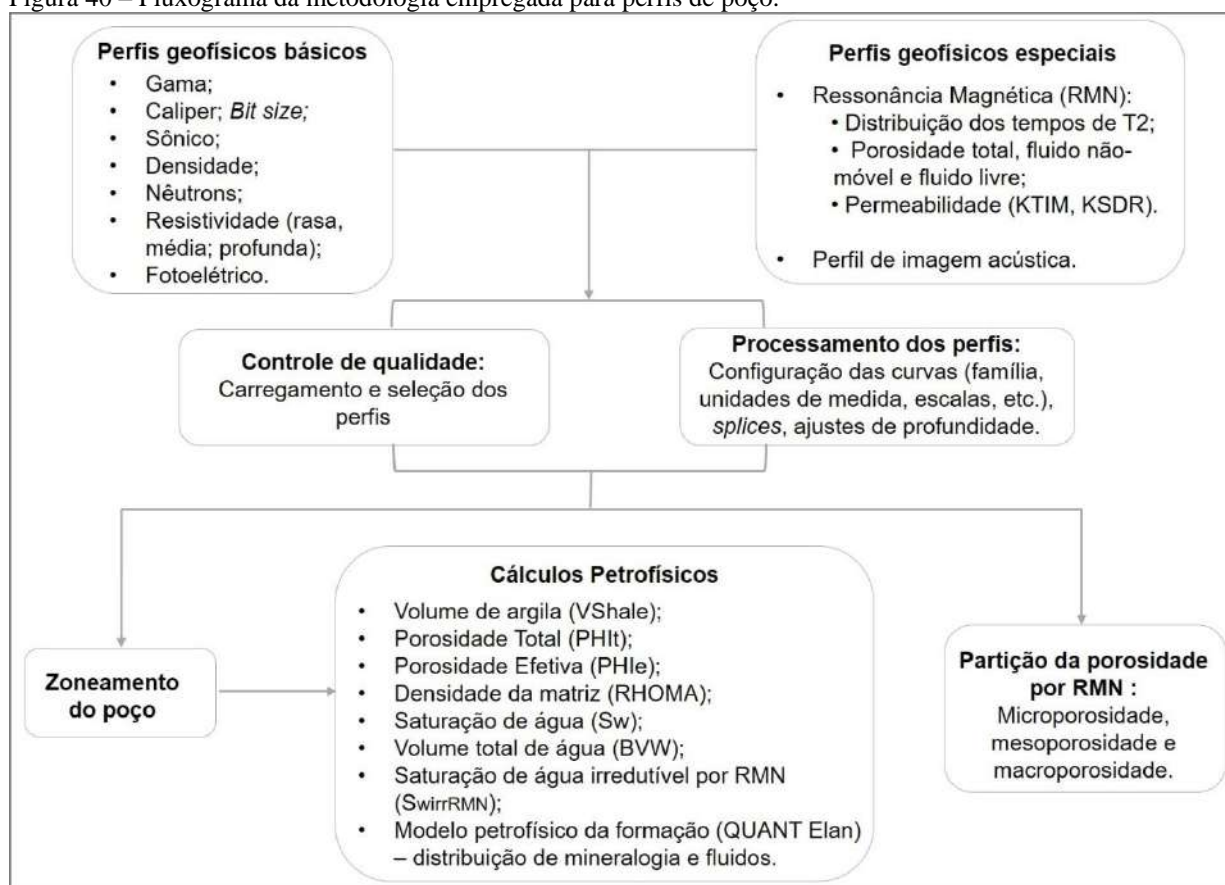 Figura 40 – Fluxograma da metodologia empregada para perfis de poço.
Perfis geofísicos básicos
• Gama;
• Caliper; Bit size;
• Sônico;
• Densidade;
• Nêutrons;
• Resistividade (rasa,
média; profunda);
• Fotoelétrico.
Perfis geofísicos especiais
• Ressonância Magnética (RMN):
• Distribuição dos tempos de T2;
• Porosidade total, fluido não-
móvel e fluido livre;
• Permeabilidade (KTIM, KSDR).
• Perfil de imagem acústica.
Controle de qualidade:
Carregamento e seleção dos
perfis
Processamento dos perfis:
Configuração das curvas (família,
unidades de medida, escalas, etc.),
splices, ajustes de profundidade.
Zoneamento
do poço
Cálculos Petrofísicos
• Volume de argila (VShale);
• Porosidade Total (PHIt);
• Porosidade Efetiva (PHIe);
• Densidade da matriz (RHOMA);
• Saturação de água (Sw);
• Volume total de água (BVW);
• Saturação de água irredutível por RMN
(SwirrRMN);
• Modelo petrofísico da formação (QUANT Elan)
– distribuição de mineralogia e fluidos.
Partição da porosidade
por RMN :
Microporosidade,
mesoporosidade e
macroporosidade.